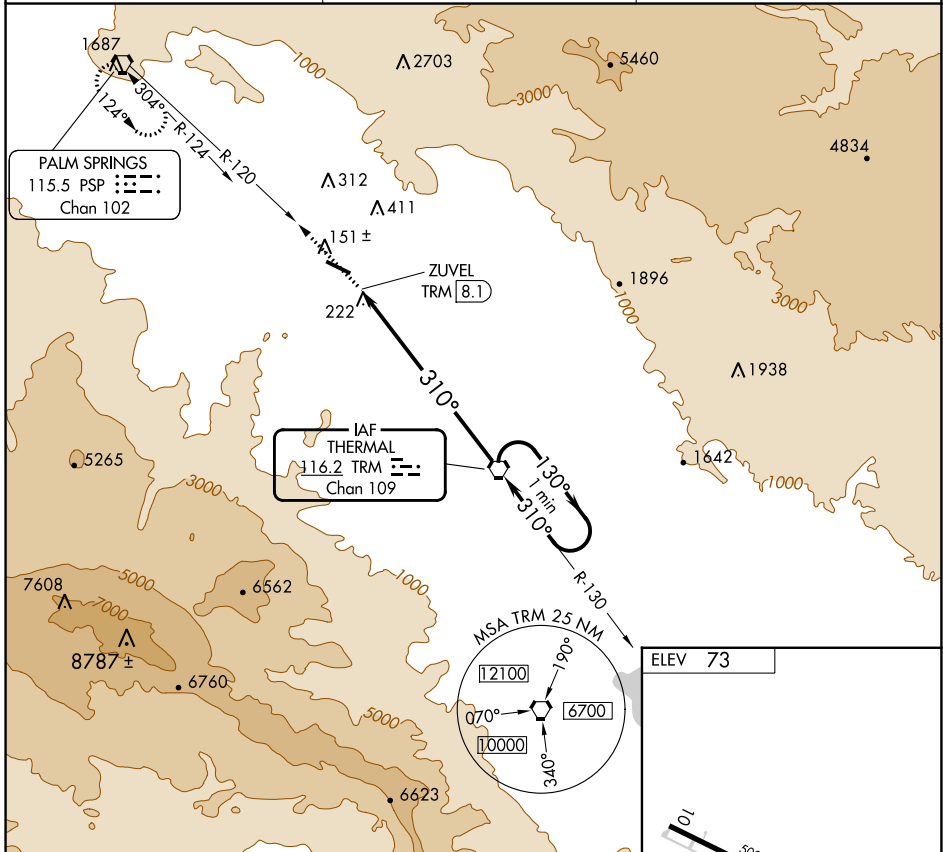 1687
1000
2703
5460
3000
4834
304°
124°
R-124
R-120
PALM SPRINGS
115.5 PSP
Chan 102
312
411
151 ±
ZUVEL
TRM 8.1
222
1896
1000
3000
310°
1938
IAF
THERMAL
116.2 TRM
Chan 109
130°
1 min
310°
1642
1000
5265
3000
R-130
1000
5000
7608
7000
6562
8787 ±
6760
5000
6623
MSA TRM 25 NM
190°
12100
070°
6700
10000
340°
ELEV 73
10